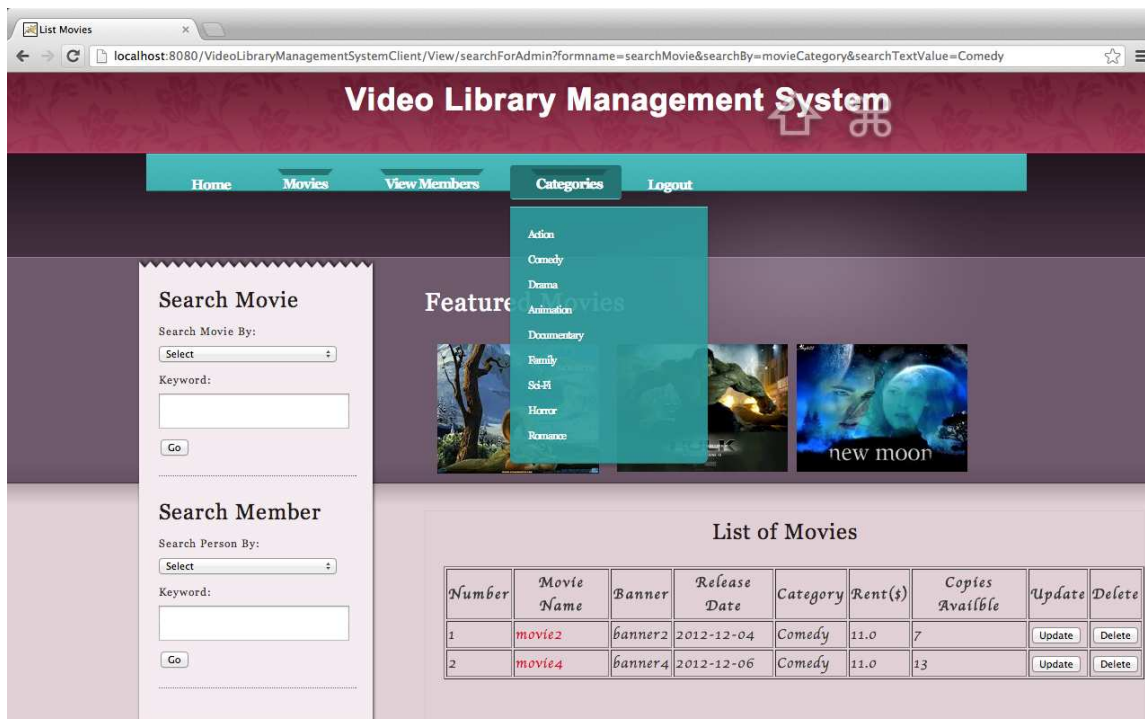 List Movies
localhost:8080/VideoLibraryManagementSystemClient/View/searchForAdmin?formname=searchMovie&searchBy=movieCategory&searchTextValue=Comedy
Video Library Management System
Home Movies View Members Categories Logout
Action
Comedy
Drama
Animation
Documentary
Family
Sci-Fi
Horror
Romance
Search Movie
Search Movie By:
Select
Keyword:
Go
Search Member
Search Person By:
Select
Keyword:
Go
Featured Movies
new moon
List of Movies
Number Movie Name Banner Release Date Category Rent($) Copies Availble Update Delete
1 movie2 banner2 2012-12-04 Comedy 11.0 7 Update Delete
2 movie4 banner4 2012-12-06 Comedy 11.0 13 Update Delete